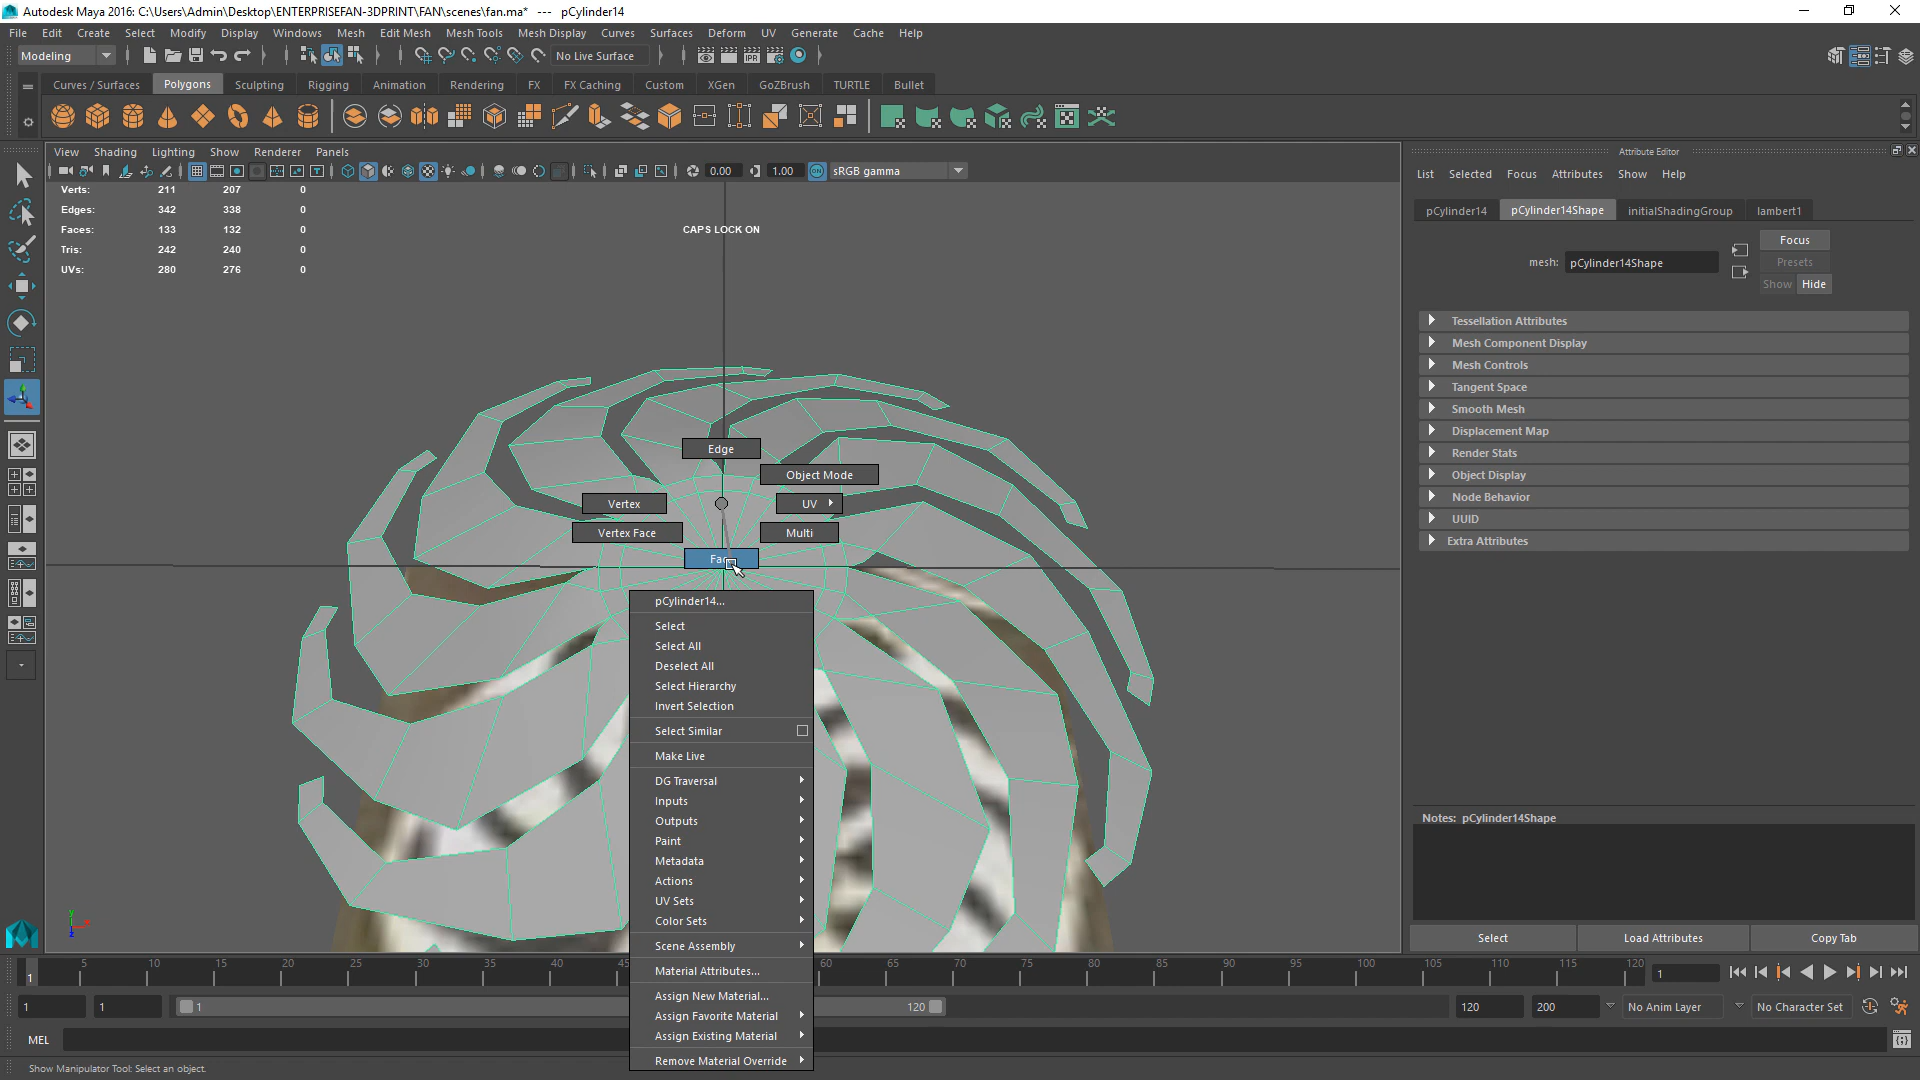 Autodesk Maya 2016: C:\Users\Admin\Desktop\ENTERPRISEFAN-3DPRINT\FAN\scenes\fan.ma* --- pCylinder14
File Edit Create Select Modify Display Windows Mesh Edit Mesh Mesh Tools Mesh Display Curves Surfaces Deform UV Generate Cache Help
Modeling No Live Surface
Curves / Surfaces Polygons Sculpting Rigging Animation Rendering FX FX Caching Custom XGen GoZBrush TURTLE Bullet
View Shading Lighting Show Renderer Panels
0.00 1.00 ON sRGB gamma
Verts: 211 207 0
Edges: 342 338 0
Faces: 133 132 0
Tris: 242 240 0
UVs: 280 276 0
CAPS LOCK ON
Edge
Object Mode
Vertex
UV
Vertex Face
Multi
pCylinder14...
Select
Select All
Deselect All
Select Hierarchy
Invert Selection
Select Similar
Make Live
DG Traversal
Inputs
Outputs
Paint
Metadata
Actions
UV Sets
Color Sets
Scene Assembly
Material Attributes...
Assign New Material...
Assign Favorite Material
Assign Existing Material
Remove Material Override
Attribute Editor
List Selected Focus Attributes Show Help
pCylinder14 pCylinder14Shape initialShadingGroup lambert1
mesh: pCylinder14Shape
Focus
Presets
Show Hide
Tessellation Attributes
Mesh Component Display
Mesh Controls
Tangent Space
Smooth Mesh
Displacement Map
Render Stats
Object Display
Node Behavior
UUID
Extra Attributes
Notes: pCylinder14Shape
Select Load Attributes Copy Tab
1 5 10 15 20 25 30 35 40 45 60 65 70 75 80 85 90 95 100 105 110 115 120 1
1 1 1 120 120 200 No Anim Layer No Character Set
MEL
Show Manipulator Tool: Select an object.
y
z